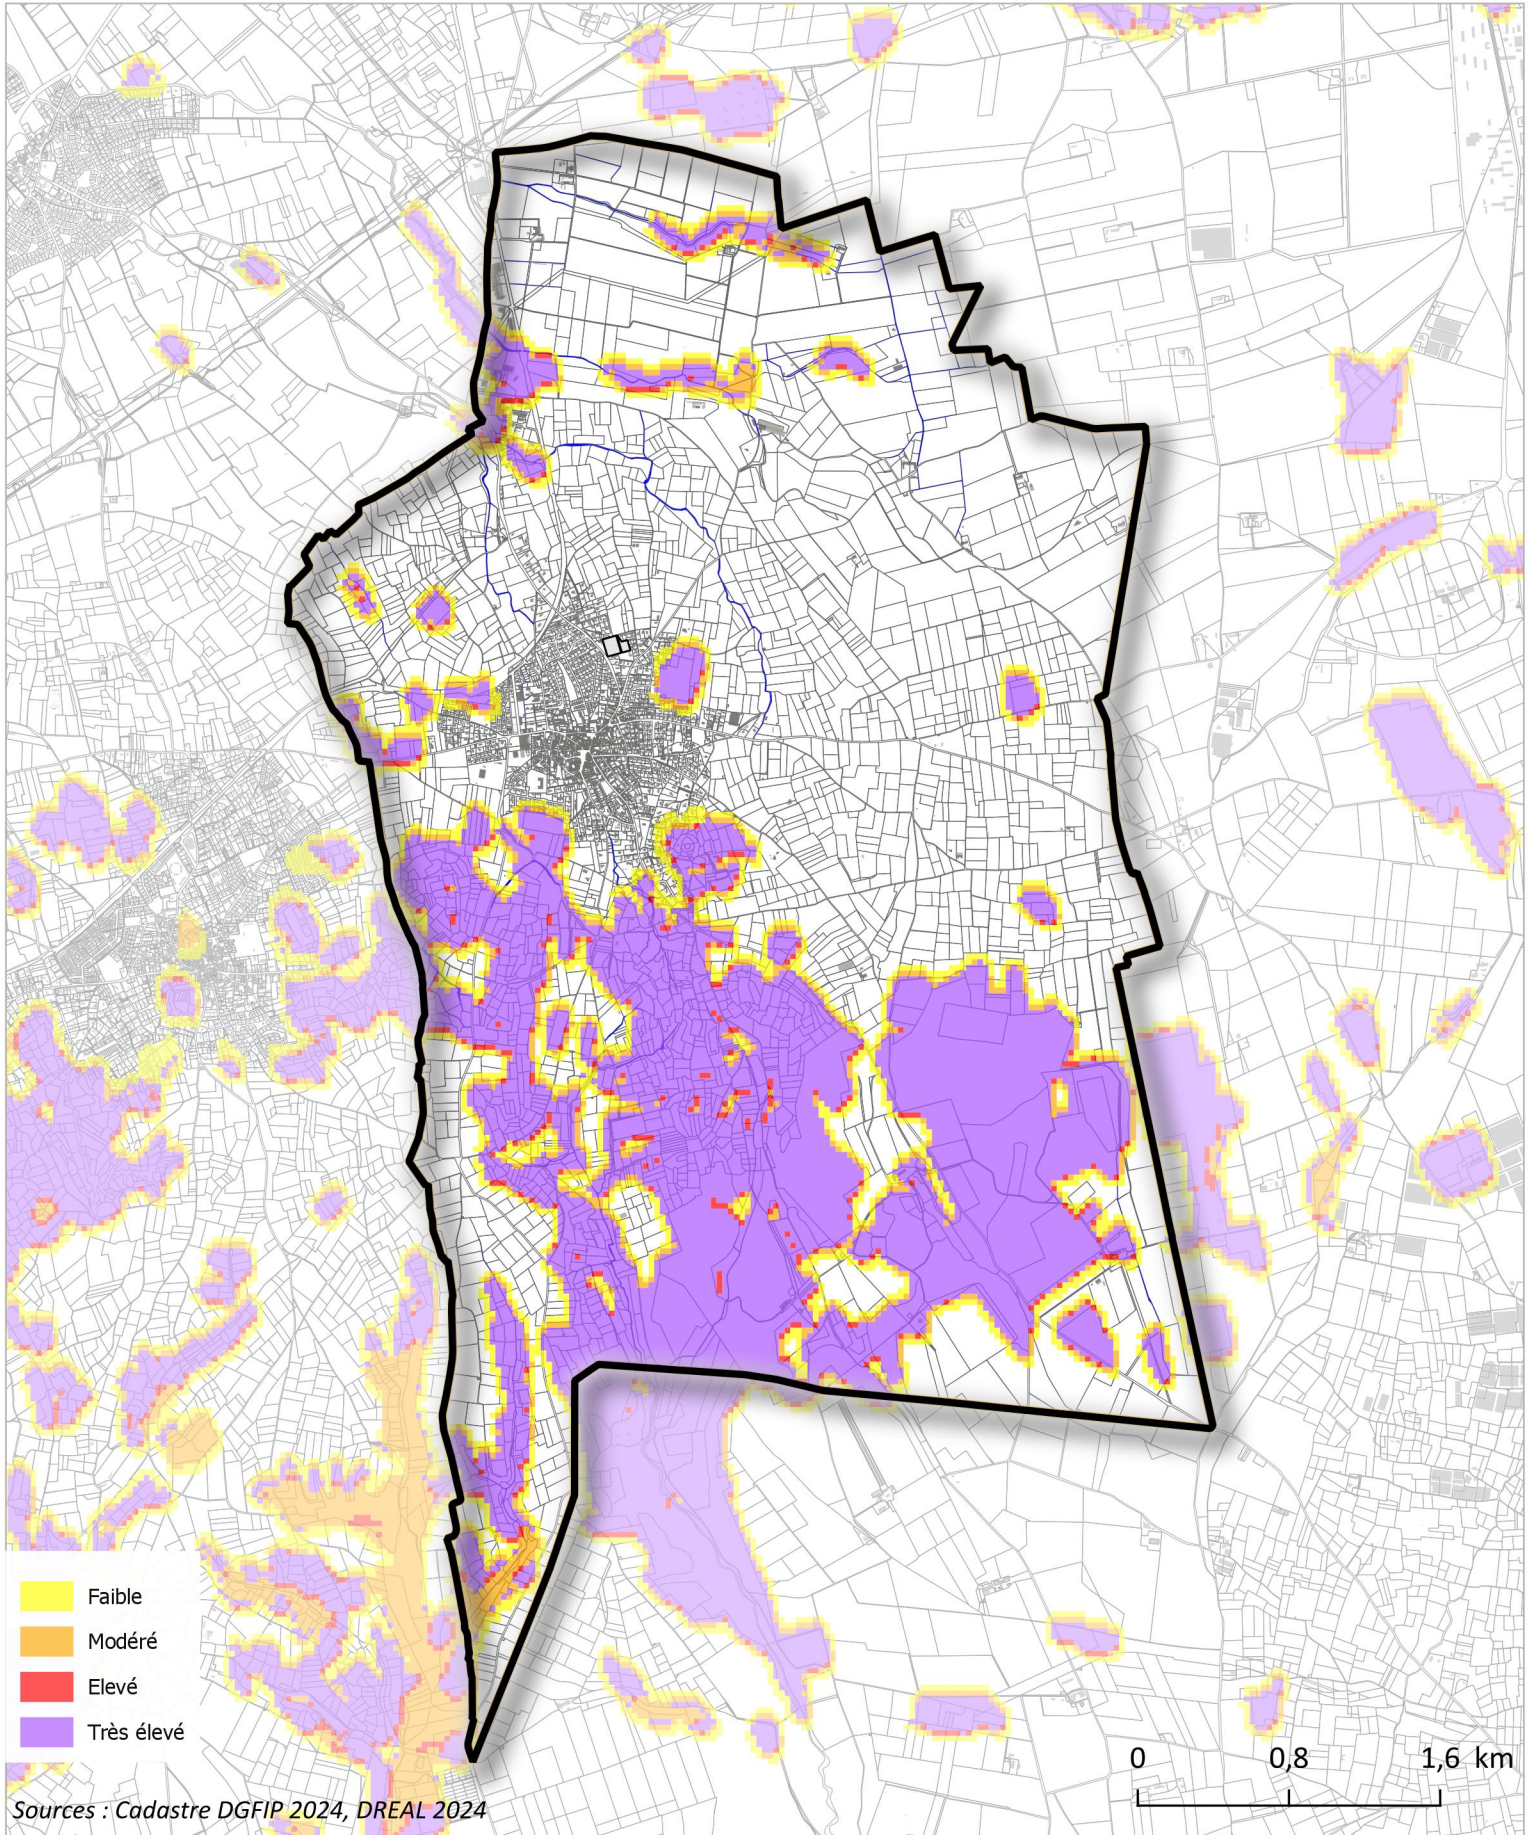 Faible
Modéré
Elevé
Très élevé
0 0,8 1,6 km
Sources : Cadastre DGFIP 2024, DREAL 2024